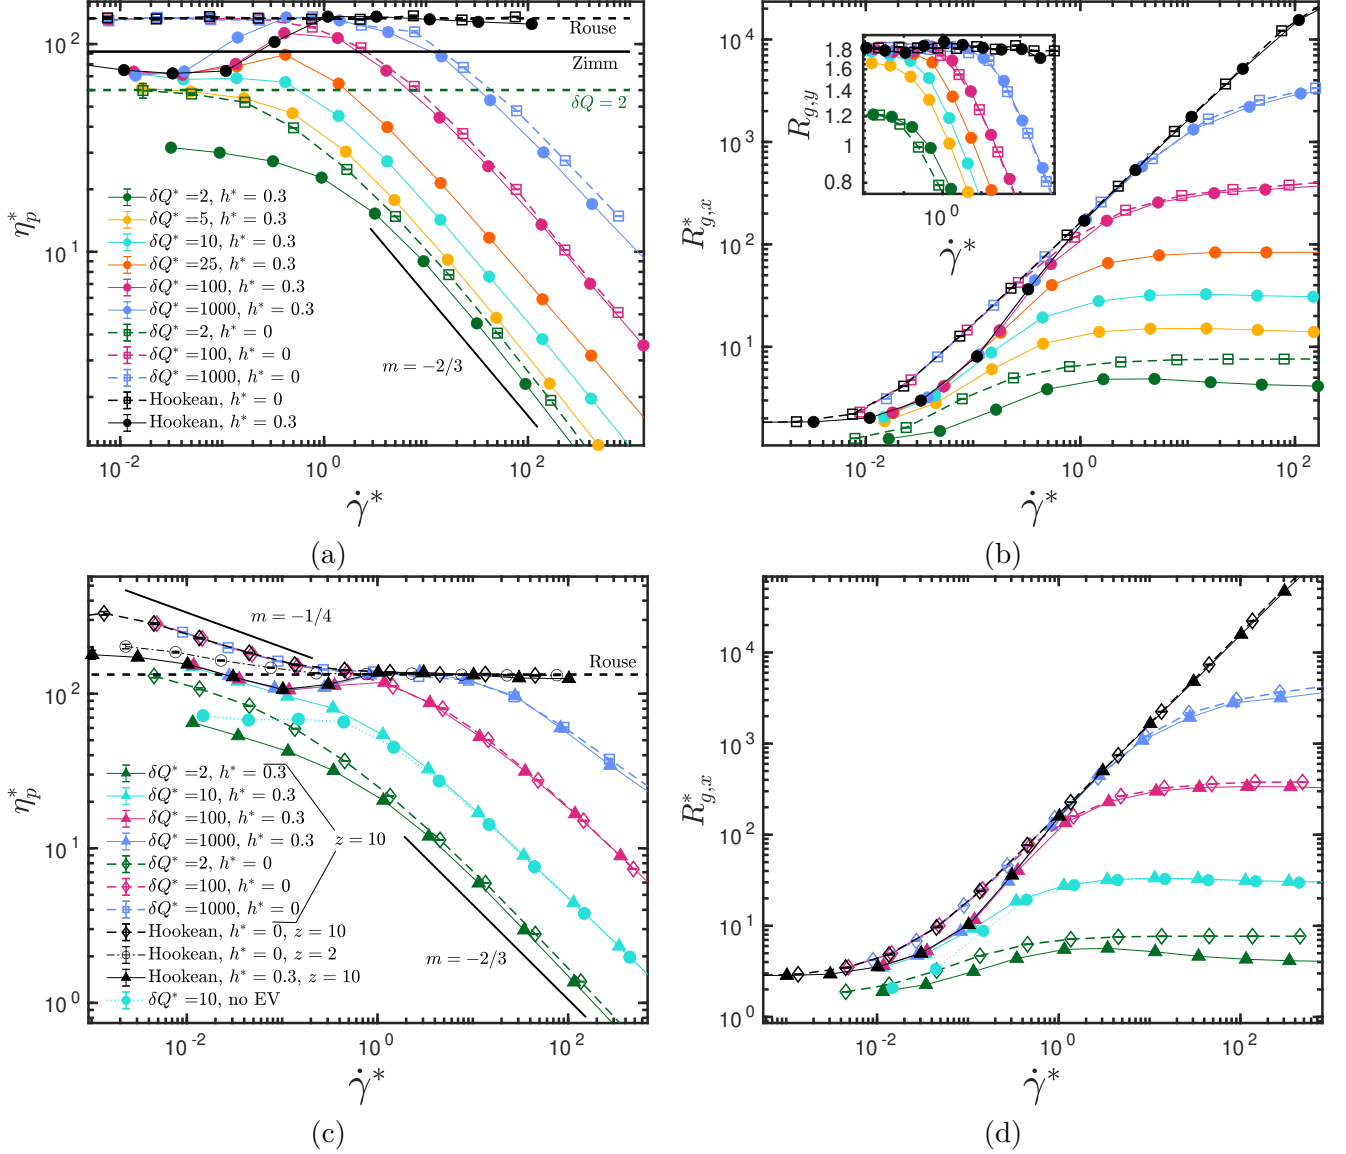 10^2
10^1
η*_p
Rouse
Zimm
δQ = 2
δQ* =2, h* = 0.3
δQ* =5, h* = 0.3
δQ* =10, h* = 0.3
δQ* =25, h* = 0.3
δQ* =100, h* = 0.3
δQ* =1000, h* = 0.3
δQ* =2, h* = 0
δQ* =100, h* = 0
δQ* =1000, h* = 0
Hookean, h* = 0
Hookean, h* = 0.3
m = −2/3
10^-2 10^0 10^2
γ̇*
(a)
10^4
10^3
10^2
10^1
R*_g,x
1.8
1.6
1.4
1.2
1
0.8
R_g,y
10^0
γ̇*
10^-2 10^0 10^2
γ̇*
(b)
10^2
10^1
10^0
η*_p
m = −1/4
Rouse
δQ* =2, h* = 0.3
δQ* =10, h* = 0.3
δQ* =100, h* = 0.3
δQ* =1000, h* = 0.3
δQ* =2, h* = 0
δQ* =100, h* = 0
δQ* =1000, h* = 0
z = 10
Hookean, h* = 0, z = 10
Hookean, h* = 0, z = 2
Hookean, h* = 0.3, z = 10
δQ* =10, no EV
m = −2/3
10^-2 10^0 10^2
γ̇*
(c)
10^4
10^3
10^2
10^1
10^0
R*_g,x
10^-2 10^0 10^2
γ̇*
(d)